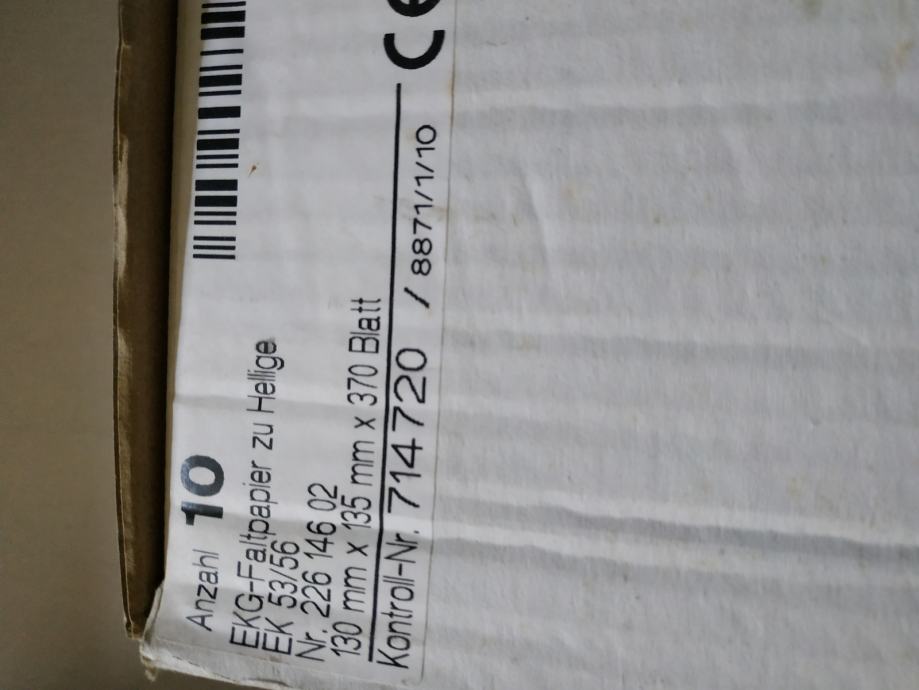 Anzahl 10
EKG-Faltpapier zu Hellige
EK 53/56
Nr. 226 146 02
130 mm x 135 mm x 370 Blatt
Kontroll-Nr. 714720 / 8871/1/10
CE